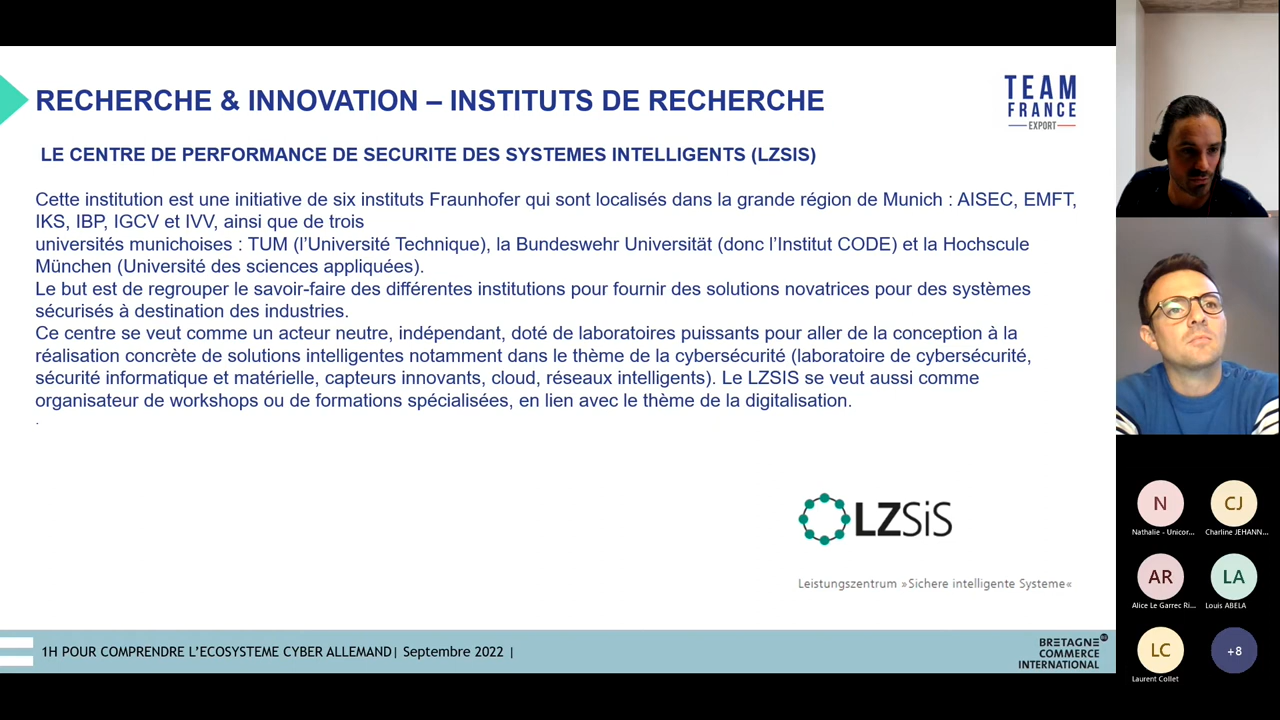 RECHERCHE & INNOVATION – INSTITUTS DE RECHERCHE
TEAM
FRANCE
EXPORT
LE CENTRE DE PERFORMANCE DE SECURITE DES SYSTEMES INTELLIGENTS (LZSIS)
Cette institution est une initiative de six instituts Fraunhofer qui sont localisés dans la grande région de Munich : AISEC, EMFT,
IKS, IBP, IGCV et IVV, ainsi que de trois
universités munichoises : TUM (l’Université Technique), la Bundeswehr Universität (donc l’Institut CODE) et la Hochscule
München (Université des sciences appliquées).
Le but est de regrouper le savoir-faire des différentes institutions pour fournir des solutions novatrices pour des systèmes
sécurisés à destination des industries.
Ce centre se veut comme un acteur neutre, indépendant, doté de laboratoires puissants pour aller de la conception à la
réalisation concrète de solutions intelligentes notamment dans le thème de la cybersécurité (laboratoire de cybersécurité,
sécurité informatique et matérielle, capteurs innovants, cloud, réseaux intelligents). Le LZSIS se veut aussi comme
organisateur de workshops ou de formations spécialisées, en lien avec le thème de la digitalisation.
.
LZSiS
Leistungszentrum »Sichere intelligente Systeme«
1H POUR COMPRENDRE L’ECOSYSTEME CYBER ALLEMAND| Septembre 2022 |
BRETAGNE
COMMERCE
INTERNATIONAL
N
CJ
Nathalie - Unicor...
Charline JEHANN...
AR
LA
Alice Le Garrec Ri...
Louis ABELA
LC
+8
Laurent Collet